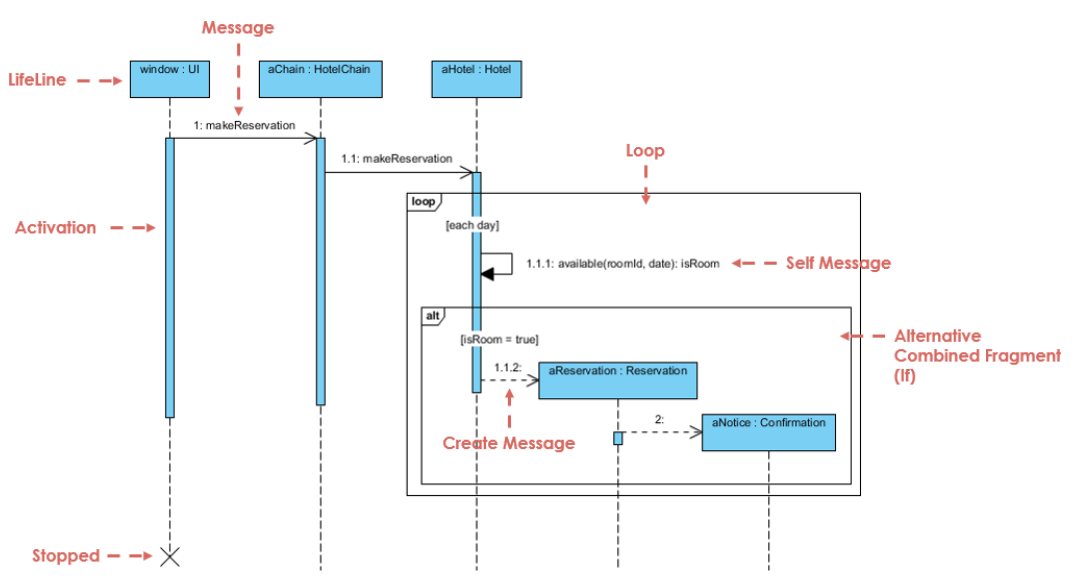 Message
LifeLine
window : UI
aChain : HotelChain
aHotel : Hotel
1: makeReservation
1.1: makeReservation
Loop
loop
Activation
[each day]
1.1.1: available(roomId, date): isRoom
Self Message
alt
[isRoom = true]
Alternative
Combined Fragment
(If)
1.1.2:
aReservation : Reservation
2:
aNotice : Confirmation
Create Message
Stopped